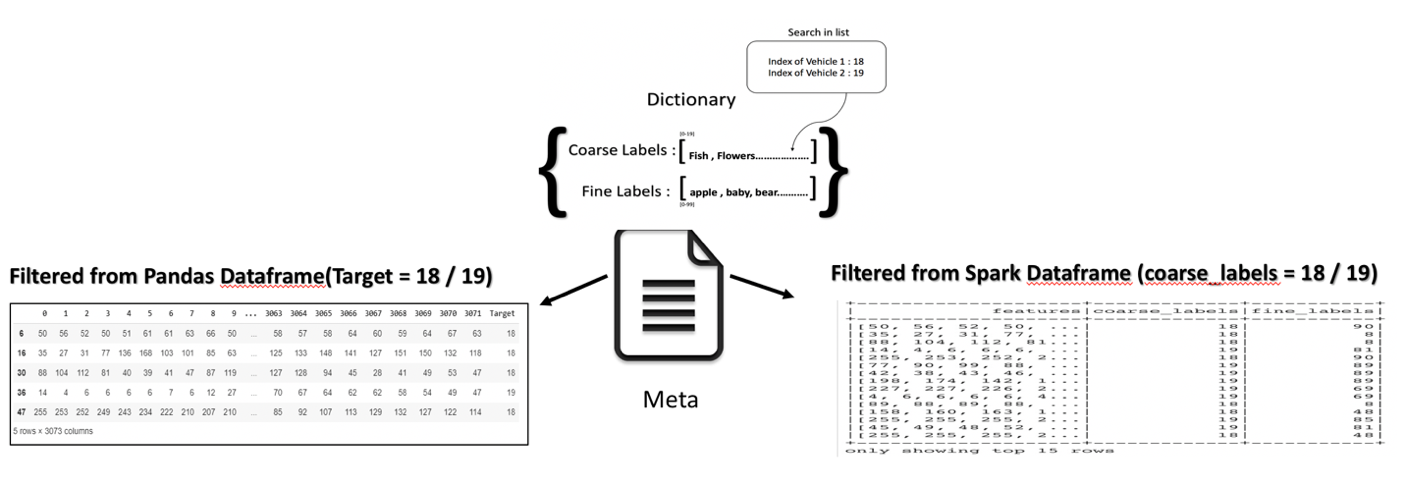 Search in list
Index of Vehicle 1 : 18
Index of Vehicle 2 : 19
Dictionary
[0-19]
{ Coarse Labels : [ Fish , Flowers.................. ] }
Fine Labels : [ apple , baby, bear.......... ]
[0-99]
Meta
Filtered from Pandas Dataframe(Target = 18 / 19)
0 1 2 3 4 5 6 7 8 9 ... 3063 3064 3065 3066 3067 3068 3069 3070 3071 Target
6 50 56 52 50 51 61 61 63 66 50 ... 58 57 58 64 60 59 64 67 63 18
16 35 27 31 77 136 168 103 101 85 63 ... 125 133 148 141 127 151 150 132 118 18
30 88 104 112 81 40 39 41 47 87 119 ... 127 128 94 45 28 41 49 53 47 18
36 14 4 6 6 6 6 7 6 12 27 ... 70 67 64 62 62 58 54 49 47 19
47 255 253 252 249 243 234 222 210 207 210 ... 85 92 107 113 129 132 127 122 114 18
5 rows × 3073 columns
Filtered from Spark Dataframe (coarse_labels = 18 / 19)
| features|coarse_labels|fine_labels|
|[50, 56, 52, 50, ...| 18| 90|
|[35, 27, 31, 77, ...| 18| 8|
|[88, 104, 112, 81...| 18| 8|
|[14, 4, 6, 6, 6, ...| 19| 81|
|[255, 253, 252, 2...| 18| 90|
|[77, 90, 99, 88, ...| 19| 89|
|[42, 38, 43, 46, ...| 19| 89|
|[198, 174, 142, 1...| 19| 69|
|[227, 227, 226, 2...| 19| 69|
|[4, 6, 6, 6, 6, 4...| 19| 69|
|[89, 88, 89, 88, ...| 18| 8|
|[158, 160, 163, 1...| 18| 48|
|[255, 255, 255, 2...| 19| 85|
|[45, 49, 48, 52, ...| 19| 81|
|[255, 255, 255, 2...| 18| 48|
only showing top 15 rows